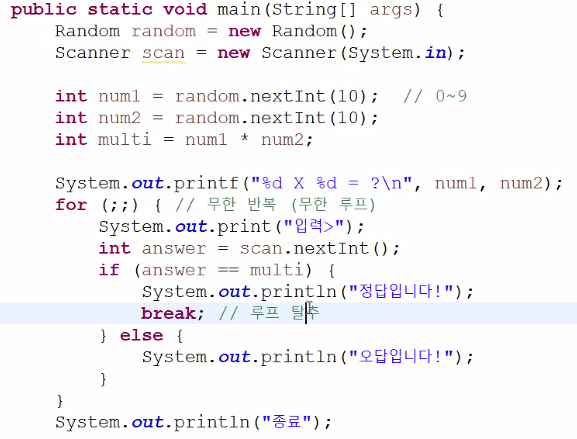 public static void main(String[] args) {
Random random = new Random();
Scanner scan = new Scanner(System.in);
int num1 = random.nextInt(10); // 0~9
int num2 = random.nextInt(10);
int multi = num1 * num2;
System.out.printf("%d X %d = ?\n", num1, num2);
for (;;) { // 무한 반복 (무한 루프)
System.out.print("입력>");
int answer = scan.nextInt();
if (answer == multi) {
System.out.println("정답입니다!");
break; // 루프 탈주
} else {
System.out.println("오답입니다!");
}
}
System.out.println("종료");